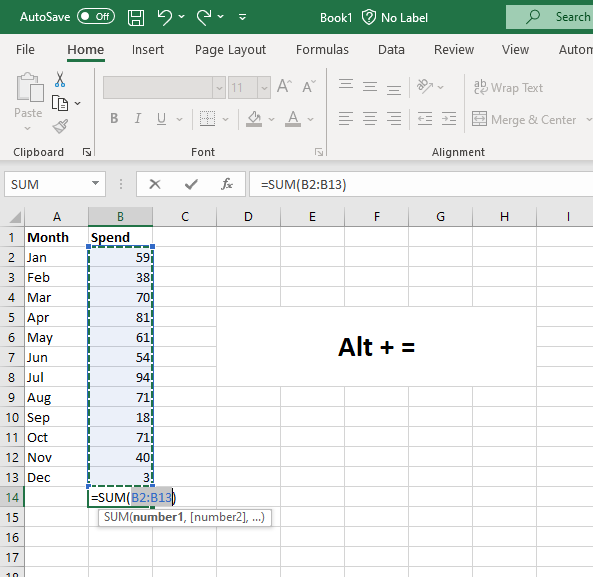 AutoSave Off Book1 No Label Search
File Home Insert Page Layout Formulas Data Review View Autom
Paste 11 A A B I U A ab Wrap Text
Merge & Center
Clipboard Font Alignment
SUM fx =SUM(B2:B13)
A B C D E F G H I
1 Month Spend
2 Jan 59
3 Feb 38
4 Mar 70
5 Apr 81
6 May 61
7 Jun 54
8 Jul 94
9 Aug 71
10 Sep 18
11 Oct 71
12 Nov 40
13 Dec 3
Alt + =
14 =SUM(B2:B13)
SUM(number1, [number2], ...)
15
16
17
18